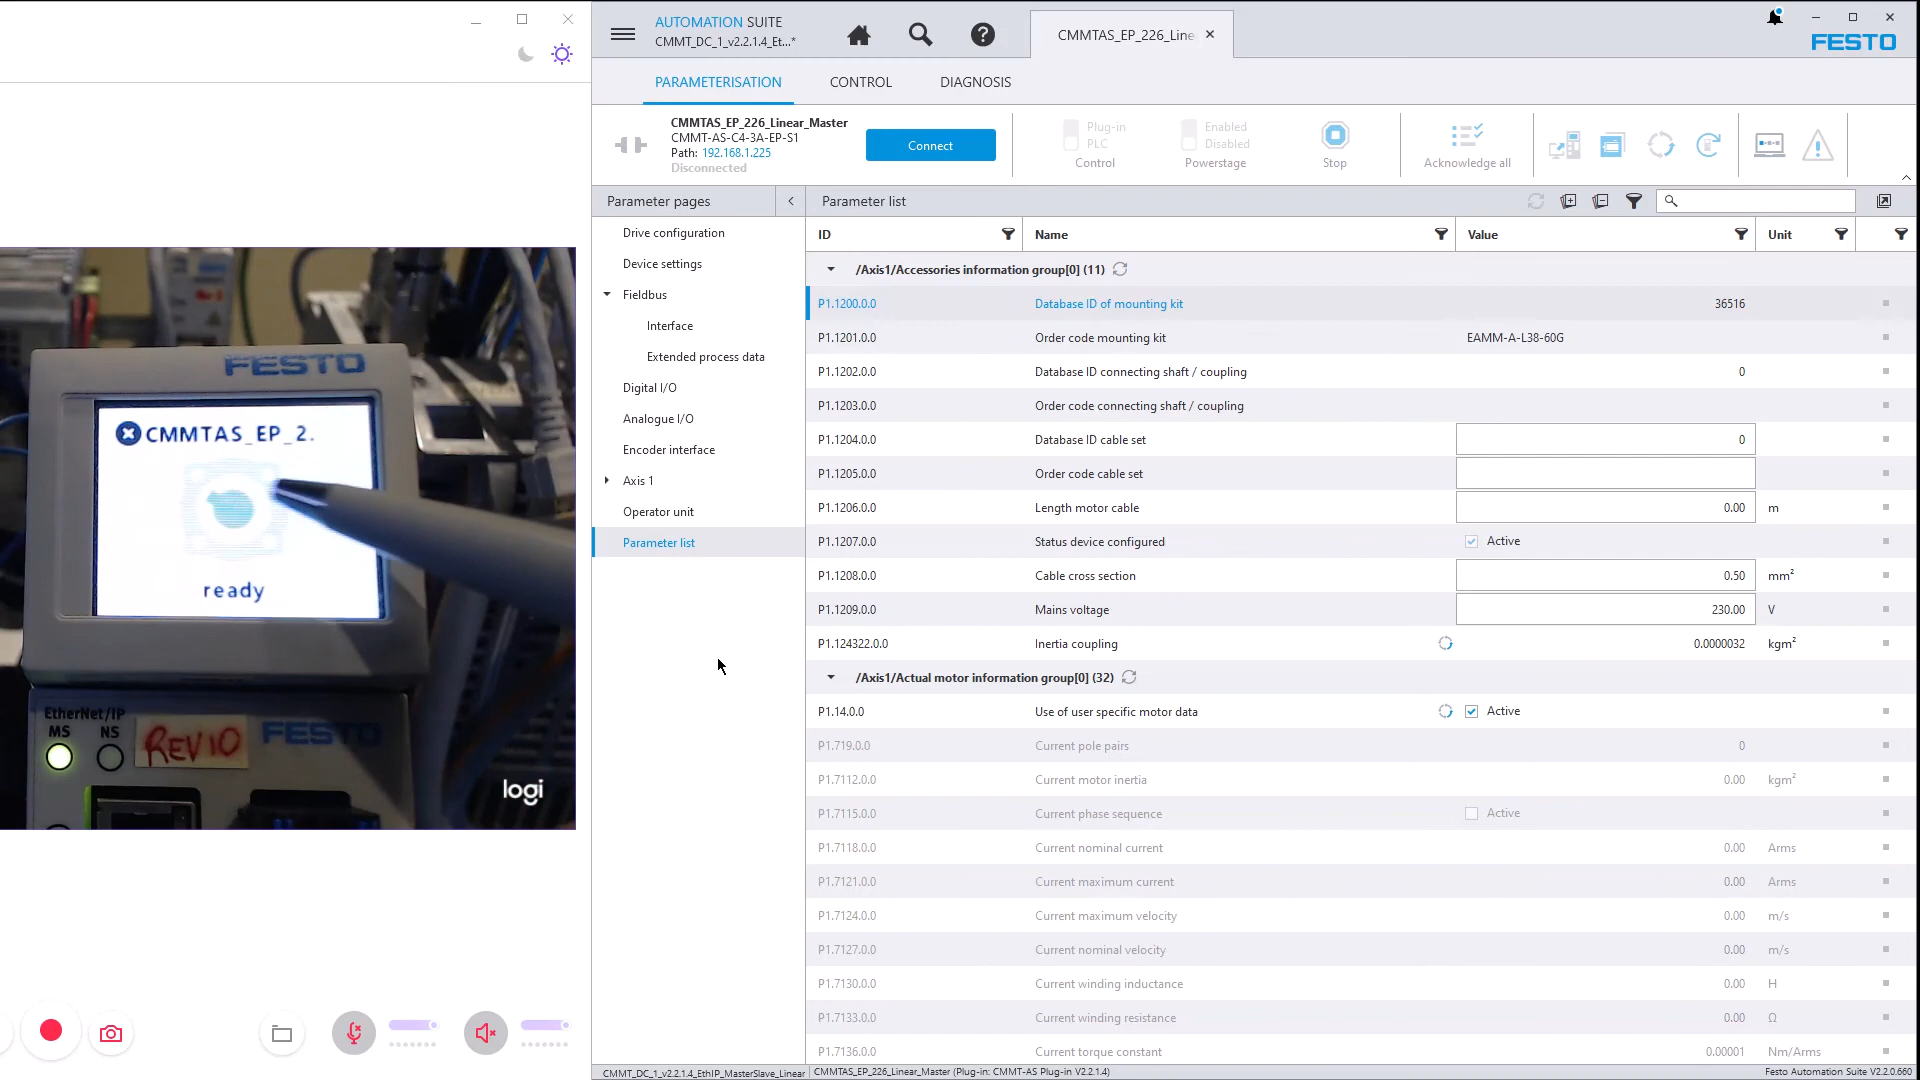 AUTOMATION SUITE
CMMT_DC_1_v2.2.1.4_Et...*
CMMTAS_EP_226_Line
FESTO
PARAMETERISATION
CONTROL
DIAGNOSIS
CMMTAS_EP_226_Linear_Master
CMMT-AS-C4-3A-EP-S1
Path: 192.168.1.225
Disconnected
Connect
Plug-in
PLC
Control
Enabled
Disabled
Powerstage
Stop
Acknowledge all
Parameter pages
Drive configuration
Device settings
Fieldbus
Interface
Extended process data
Digital I/O
Analogue I/O
Encoder interface
Axis 1
Operator unit
Parameter list
Parameter list
ID Name Value Unit
/Axis1/Accessories information group[0] (11)
P1.1200.0.0 Database ID of mounting kit 36516
P1.1201.0.0 Order code mounting kit EAMM-A-L38-60G
P1.1202.0.0 Database ID connecting shaft / coupling 0
P1.1203.0.0 Order code connecting shaft / coupling
P1.1204.0.0 Database ID cable set 0
P1.1205.0.0 Order code cable set
P1.1206.0.0 Length motor cable 0.00 m
P1.1207.0.0 Status device configured Active
P1.1208.0.0 Cable cross section 0.50 mm²
P1.1209.0.0 Mains voltage 230.00 V
P1.124322.0.0 Inertia coupling 0.0000032 kgm²
/Axis1/Actual motor information group[0] (32)
P1.14.0.0 Use of user specific motor data Active
P1.719.0.0 Current pole pairs 0
P1.7112.0.0 Current motor inertia 0.00 kgm²
P1.7115.0.0 Current phase sequence Active
P1.7118.0.0 Current nominal current 0.00 Arms
P1.7121.0.0 Current maximum current 0.00 Arms
P1.7124.0.0 Current maximum velocity 0.00 m/s
P1.7127.0.0 Current nominal velocity 0.00 m/s
P1.7130.0.0 Current winding inductance 0.00 H
P1.7133.0.0 Current winding resistance 0.00 Ω
P1.7136.0.0 Current torque constant 0.00001 Nm/Arms
CMMT_DC_1_v2.2.1.4_EthIP_MasterSlave_Linear
CMMTAS_EP_226_Linear_Master (Plug-in: CMMT-AS Plug-in V2.2.1.4)
Festo Automation Suite V2.2.0.660
FESTO
CMMTAS_EP_2.
ready
EtherNet/IP
MS NS
REV10
FESTO
logi